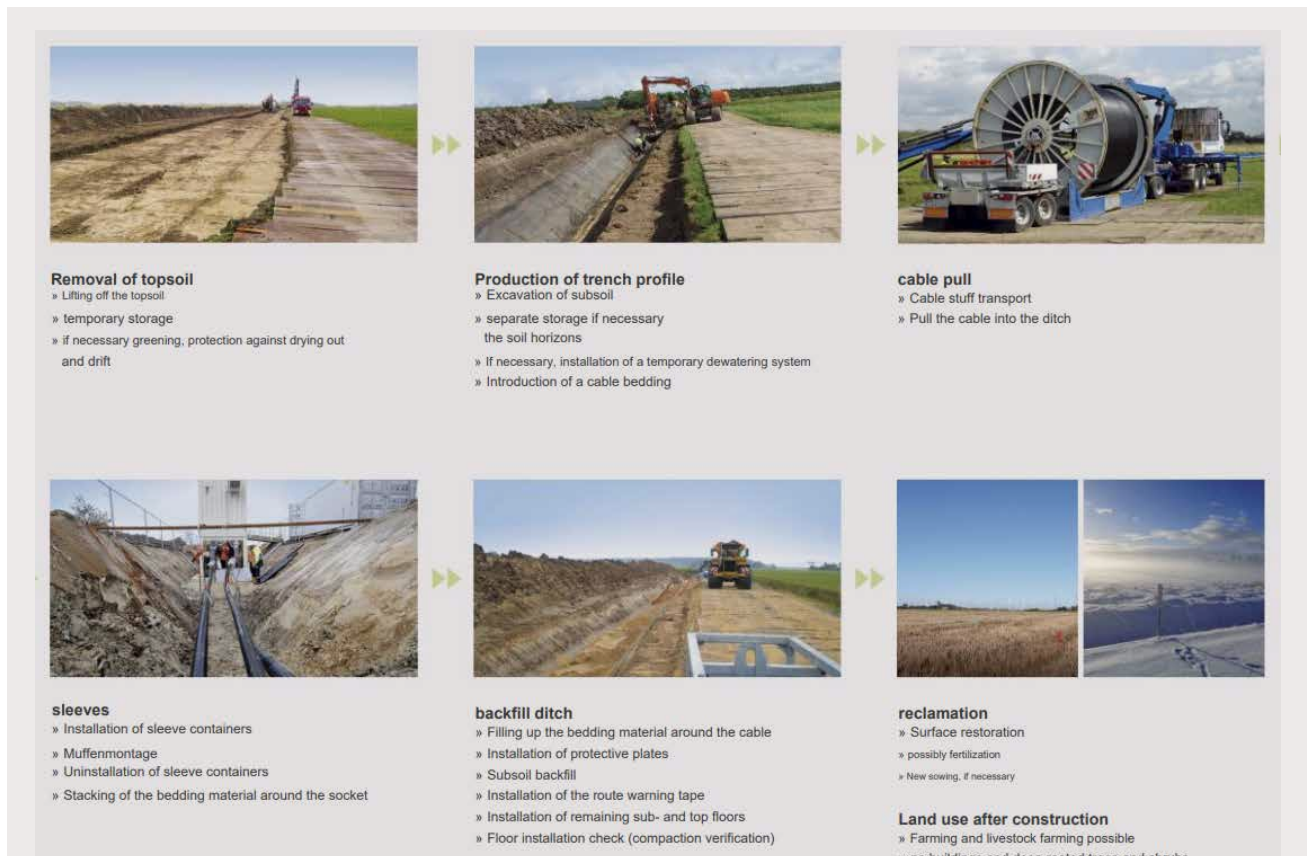 Removal of topsoil
» Lifting off the topsoil
» temporary storage
» if necessary greening, protection against drying out
and drift
Production of trench profile
» Excavation of subsoil
» separate storage if necessary
the soil horizons
» If necessary, installation of a temporary dewatering system
» Introduction of a cable bedding
cable pull
» Cable stuff transport
» Pull the cable into the ditch
sleeves
» Installation of sleeve containers
» Muffenmontage
» Uninstallation of sleeve containers
» Stacking of the bedding material around the socket
backfill ditch
» Filling up the bedding material around the cable
» Installation of protective plates
» Subsoil backfill
» Installation of the route warning tape
» Installation of remaining sub- and top floors
» Floor installation check (compaction verification)
reclamation
» Surface restoration
» possibly fertilization
» New sowing, if necessary
Land use after construction
» Farming and livestock farming possible